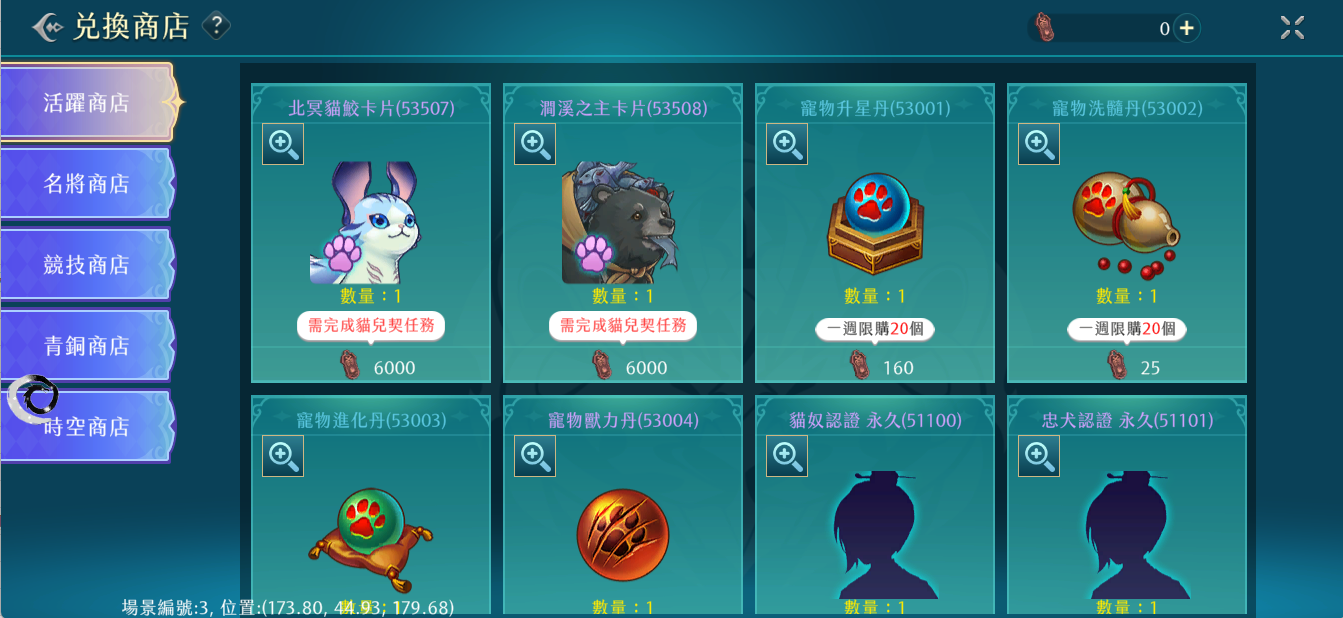 兌換商店
?
0
活躍商店
名將商店
競技商店
青銅商店
時空商店
北冥貓鮫卡片(53507)
數量：1
需完成貓兒契任務
6000
澗溪之主卡片(53508)
數量：1
需完成貓兒契任務
6000
寵物升星丹(53001)
數量：1
一週限購20個
160
寵物洗髓丹(53002)
數量：1
一週限購20個
25
寵物進化丹(53003)
數量：1
寵物獸力丹(53004)
數量：1
貓奴認證 永久(51100)
數量：1
忠犬認證 永久(51101)
數量：1
場景編號:3, 位置:(173.80, 44.93, 179.68)